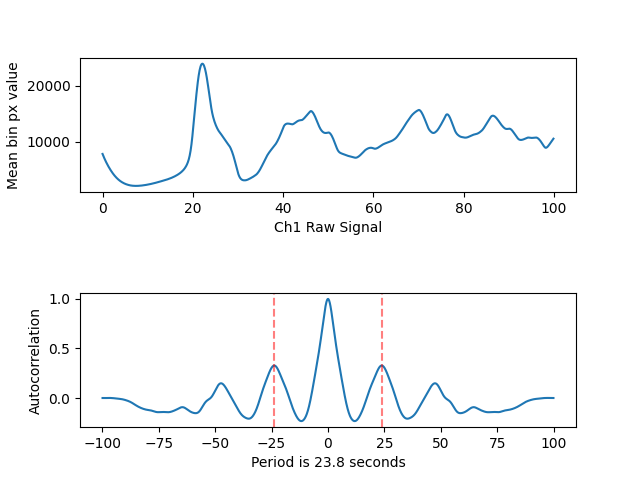 20000
10000
Mean bin px value
0 20 40 60 80 100
Ch1 Raw Signal
1.0
0.5
0.0
Autocorrelation
−100 −75 −50 −25 0 25 50 75 100
Period is 23.8 seconds